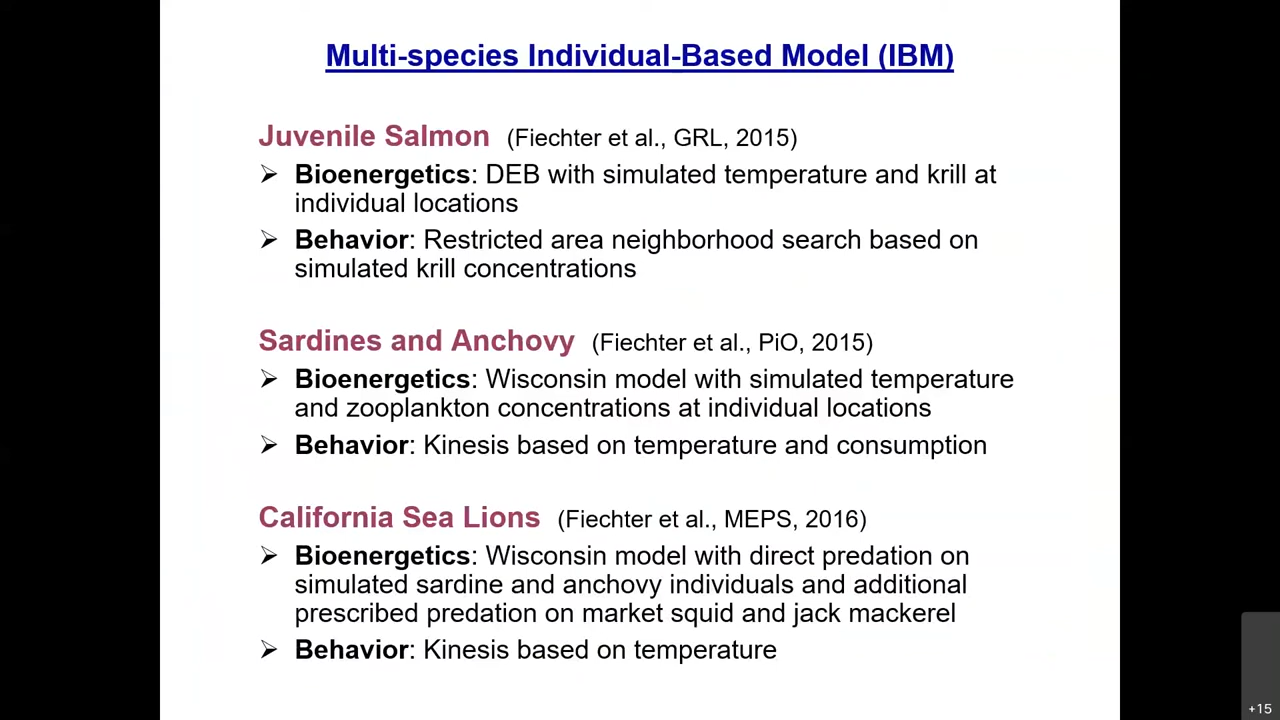 Multi-species Individual-Based Model (IBM)
Juvenile Salmon (Fiechter et al., GRL, 2015)
➢ Bioenergetics: DEB with simulated temperature and krill at
individual locations
➢ Behavior: Restricted area neighborhood search based on
simulated krill concentrations
Sardines and Anchovy (Fiechter et al., PiO, 2015)
➢ Bioenergetics: Wisconsin model with simulated temperature
and zooplankton concentrations at individual locations
➢ Behavior: Kinesis based on temperature and consumption
California Sea Lions (Fiechter et al., MEPS, 2016)
➢ Bioenergetics: Wisconsin model with direct predation on
simulated sardine and anchovy individuals and additional
prescribed predation on market squid and jack mackerel
➢ Behavior: Kinesis based on temperature
+15